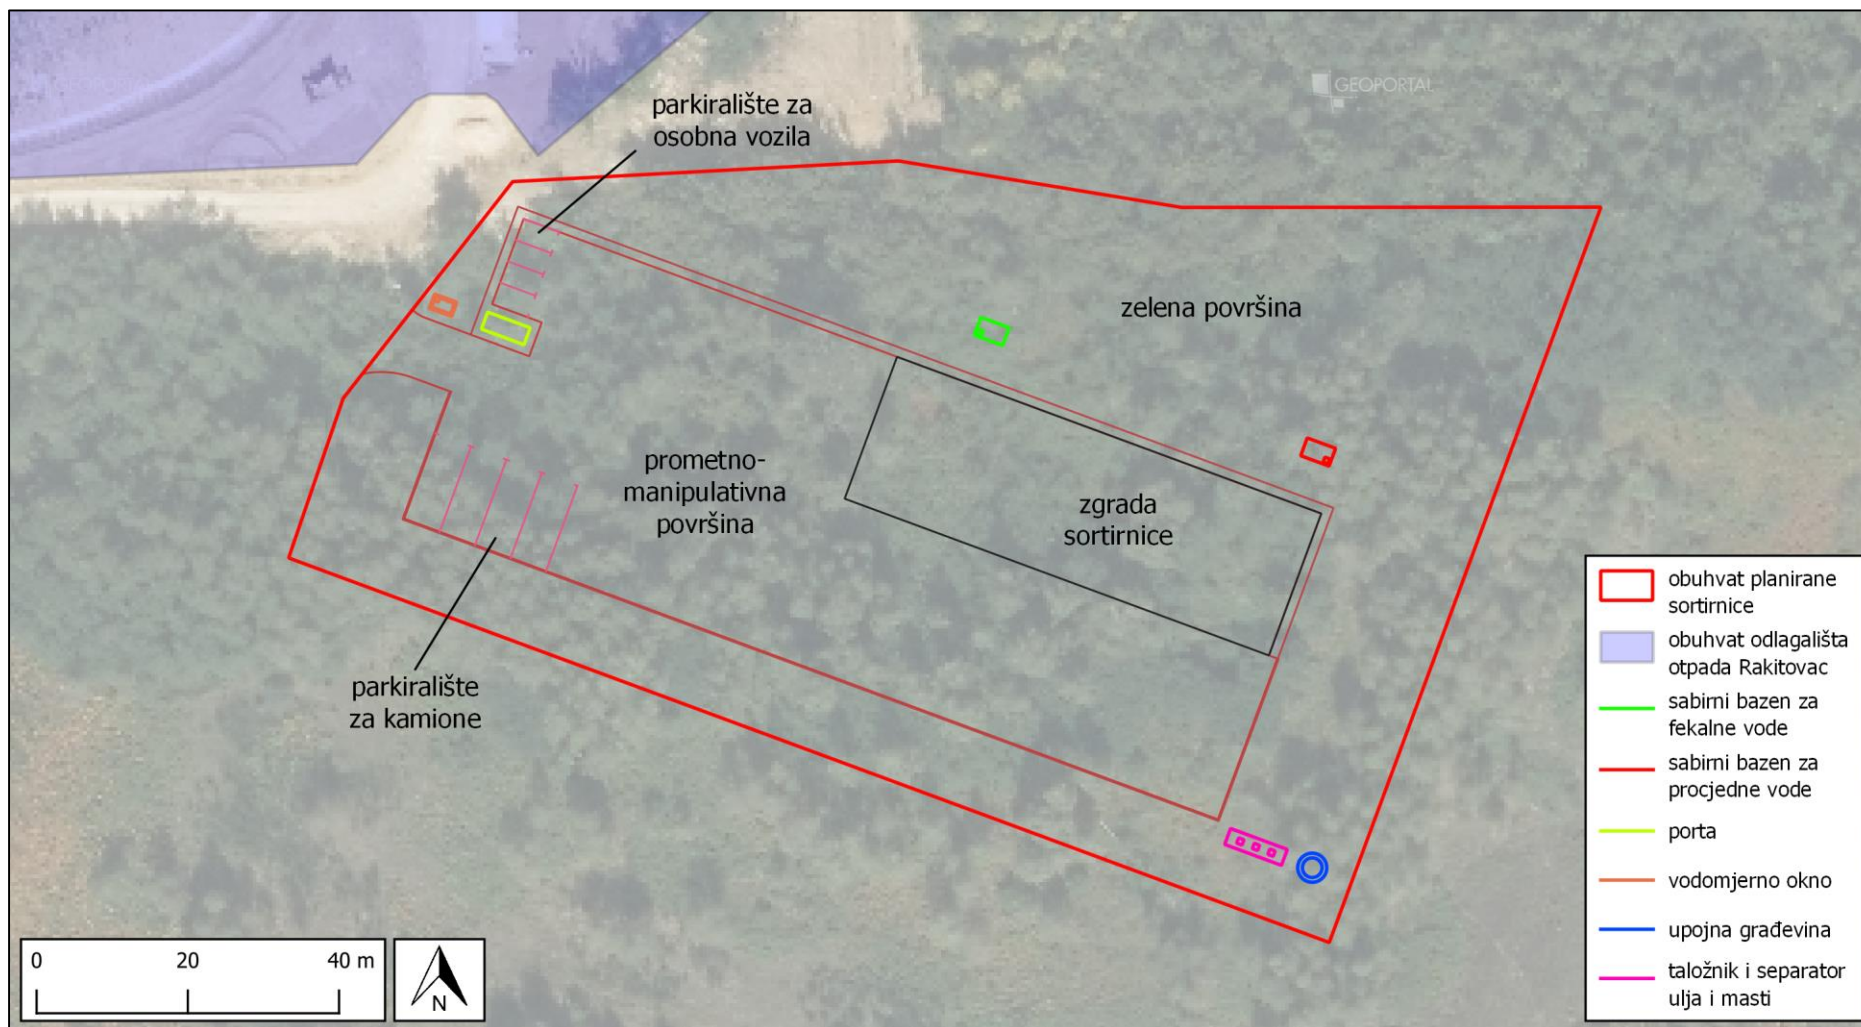 GEOPORTAL
parkiralište za
osobna vozila
zelena površina
prometno-
manipulativna
površina
zgrada
sortirnice
parkiralište
za kamione
obuhvat planirane
sortirnice
obuhvat odlagališta
otpada Rakitovac
sabirni bazen za
fekalne vode
sabirni bazen za
procjedne vode
porta
vodomjerno okno
upojna građevina
taložnik i separator
ulja i masti
0 20 40 m
N